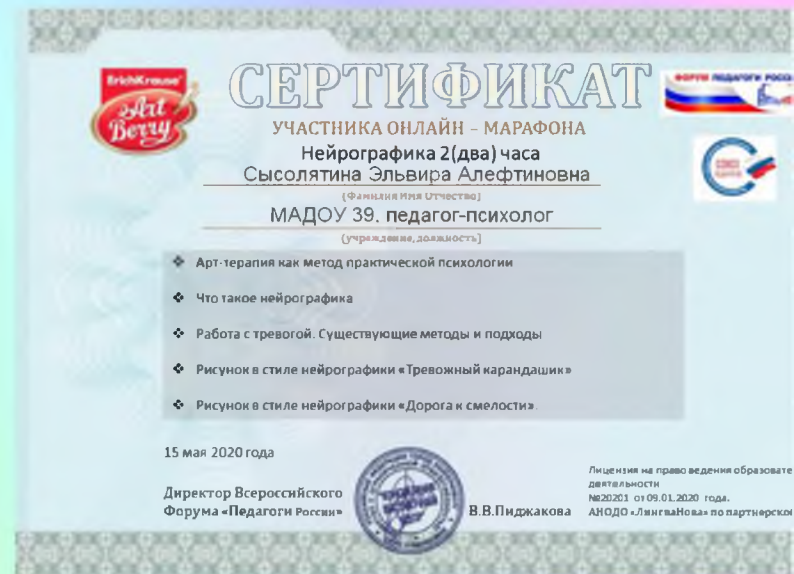 ErichKrause
Art
Berry
СЕРТИФИКАТ
ФОРУМ ПЕДАГОГИ РОССИ
УЧАСТНИКА ОНЛАЙН – МАРАФОНА
Нейрографика 2(два) часа
Сысолятина Эльвира Алефтиновна
(Фамилия Имя Отчество)
МАДОУ 39. педагог-психолог
(учреждение, должность)
❖ Арт-терапия как метод практической психологии
❖ Что такое нейрографика
❖ Работа с тревогой. Существующие методы и подходы
❖ Рисунок в стиле нейрографики «Тревожный карандашик»
❖ Рисунок в стиле нейрографики «Дорога к смелости».
15 мая 2020 года
Директор Всероссийского
Форума «Педагоги России»
В.В.Пиджакова
Лицензия на право ведения образовате
деятельности
№20201 от 09.01.2020 года.
АНОДО «ЛингваНова» по партнерско